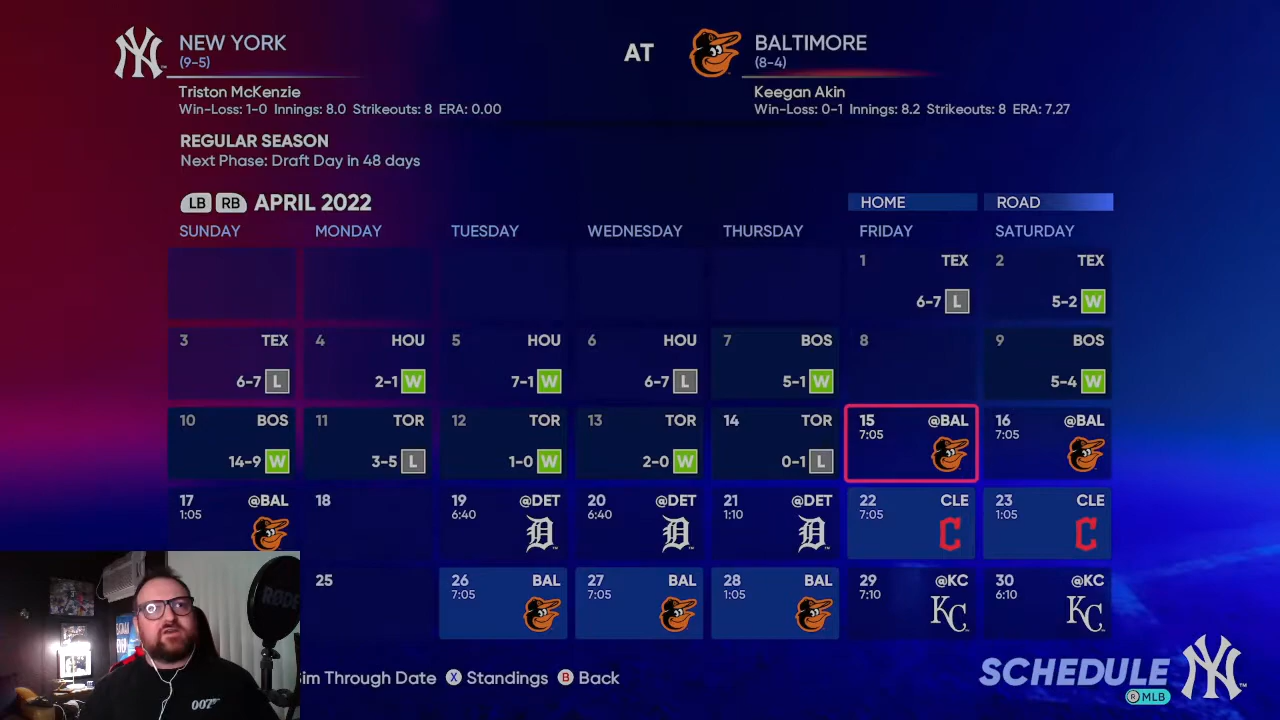 NEW YORK
(9-5)
AT
BALTIMORE
(8-4)
Triston McKenzie
Win-Loss: 1-0 Innings: 8.0 Strikeouts: 8 ERA: 0.00
Keegan Akin
Win-Loss: 0-1 Innings: 8.2 Strikeouts: 8 ERA: 7.27
REGULAR SEASON
Next Phase: Draft Day in 48 days
LB RB APRIL 2022
HOME ROAD
SUNDAY MONDAY TUESDAY WEDNESDAY THURSDAY FRIDAY SATURDAY
1 TEX 2 TEX
6-7 L 5-2 W
3 TEX 4 HOU 5 HOU 6 HOU 7 BOS 8 9 BOS
6-7 L 2-1 W 7-1 W 6-7 L 5-1 W 5-4 W
10 BOS 11 TOR 12 TOR 13 TOR 14 TOR 15 @BAL 16 @BAL
7:05 7:05
14-9 W 3-5 L 1-0 W 2-0 W 0-1 L
17 @BAL 18 19 @DET 20 @DET 21 @DET 22 CLE 23 CLE
1:05 6:40 6:40 1:10 7:05 1:05
25 26 BAL 27 BAL 28 BAL 29 @KC 30 @KC
7:05 7:05 1:05 7:10 6:10
KC KC
im Through Date X Standings B Back
SCHEDULE NY
R MLB
RODE
007